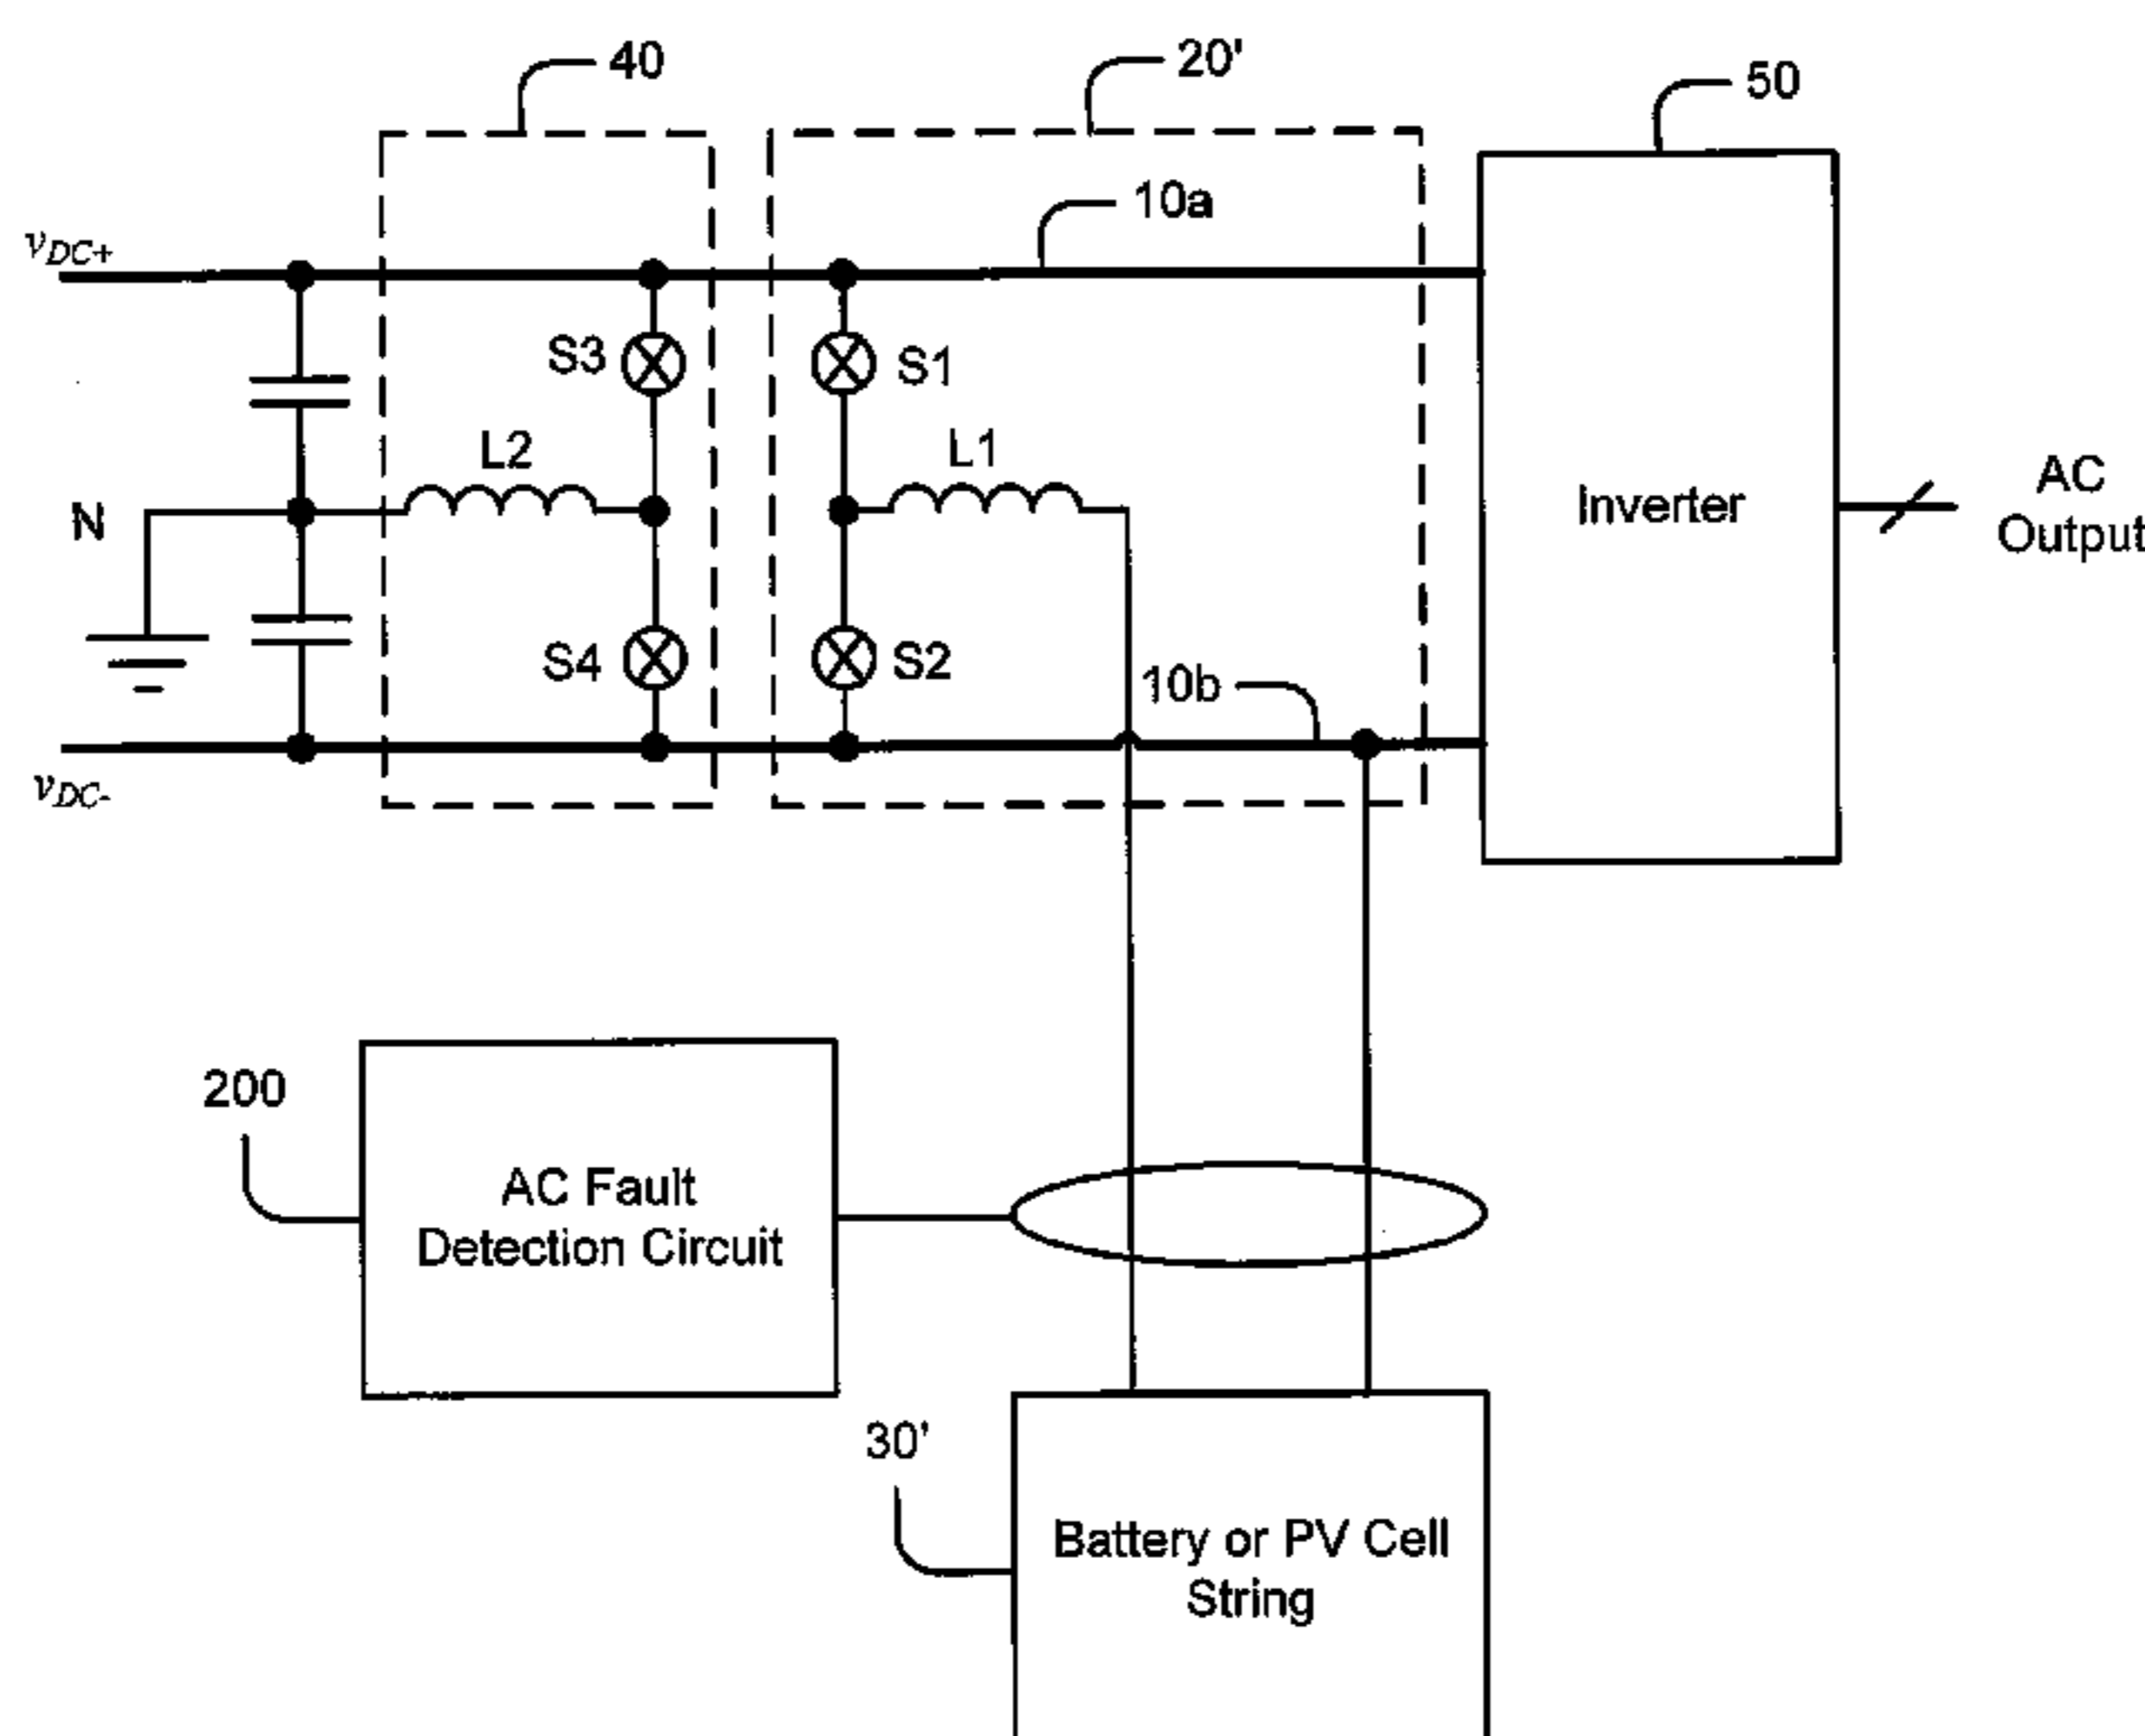 40
20'
50
10a
vDC+
S3
S1
L2
L1
N
Inverter
AC
Output
S4
S2
10b
vDC-
200
AC Fault
Detection Circuit
30'
Battery or PV Cell
String